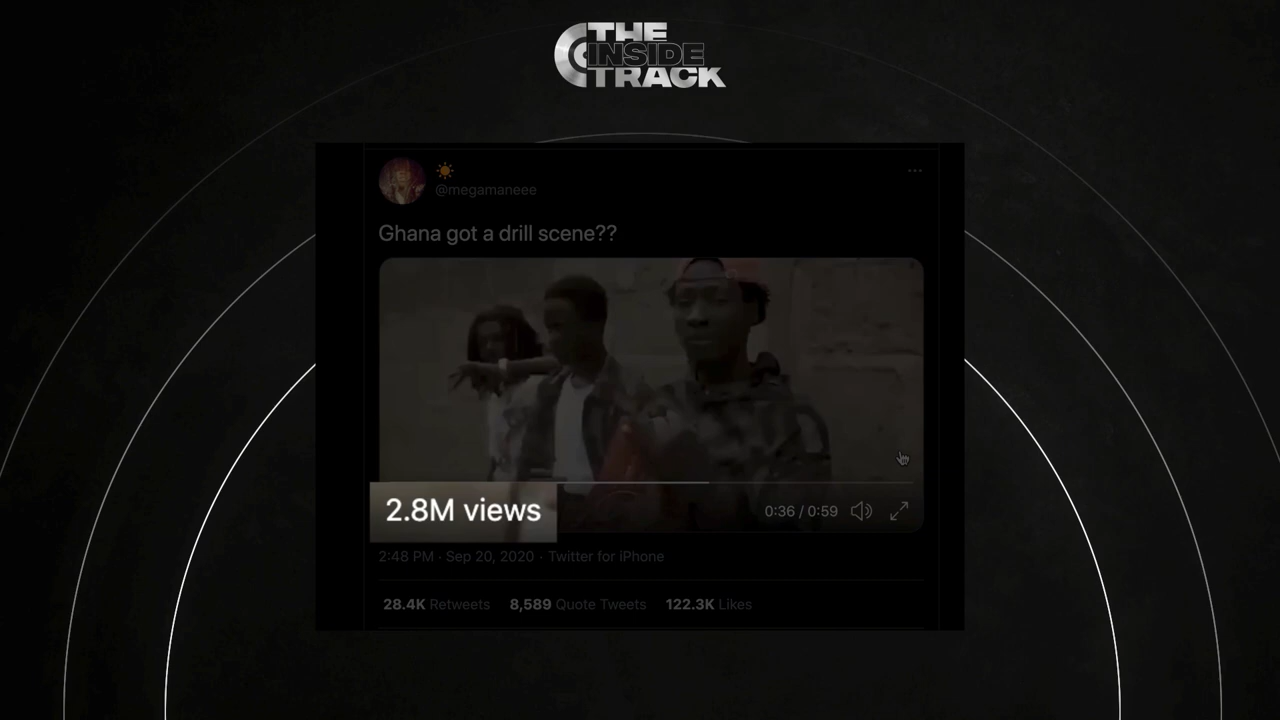 THE
INSIDE
TRACK
@megamaneee
Ghana got a drill scene??
2.8M views
0:36 / 0:59
2:48 PM · Sep 20, 2020 · Twitter for iPhone
28.4K Retweets 8,589 Quote Tweets 122.3K Likes